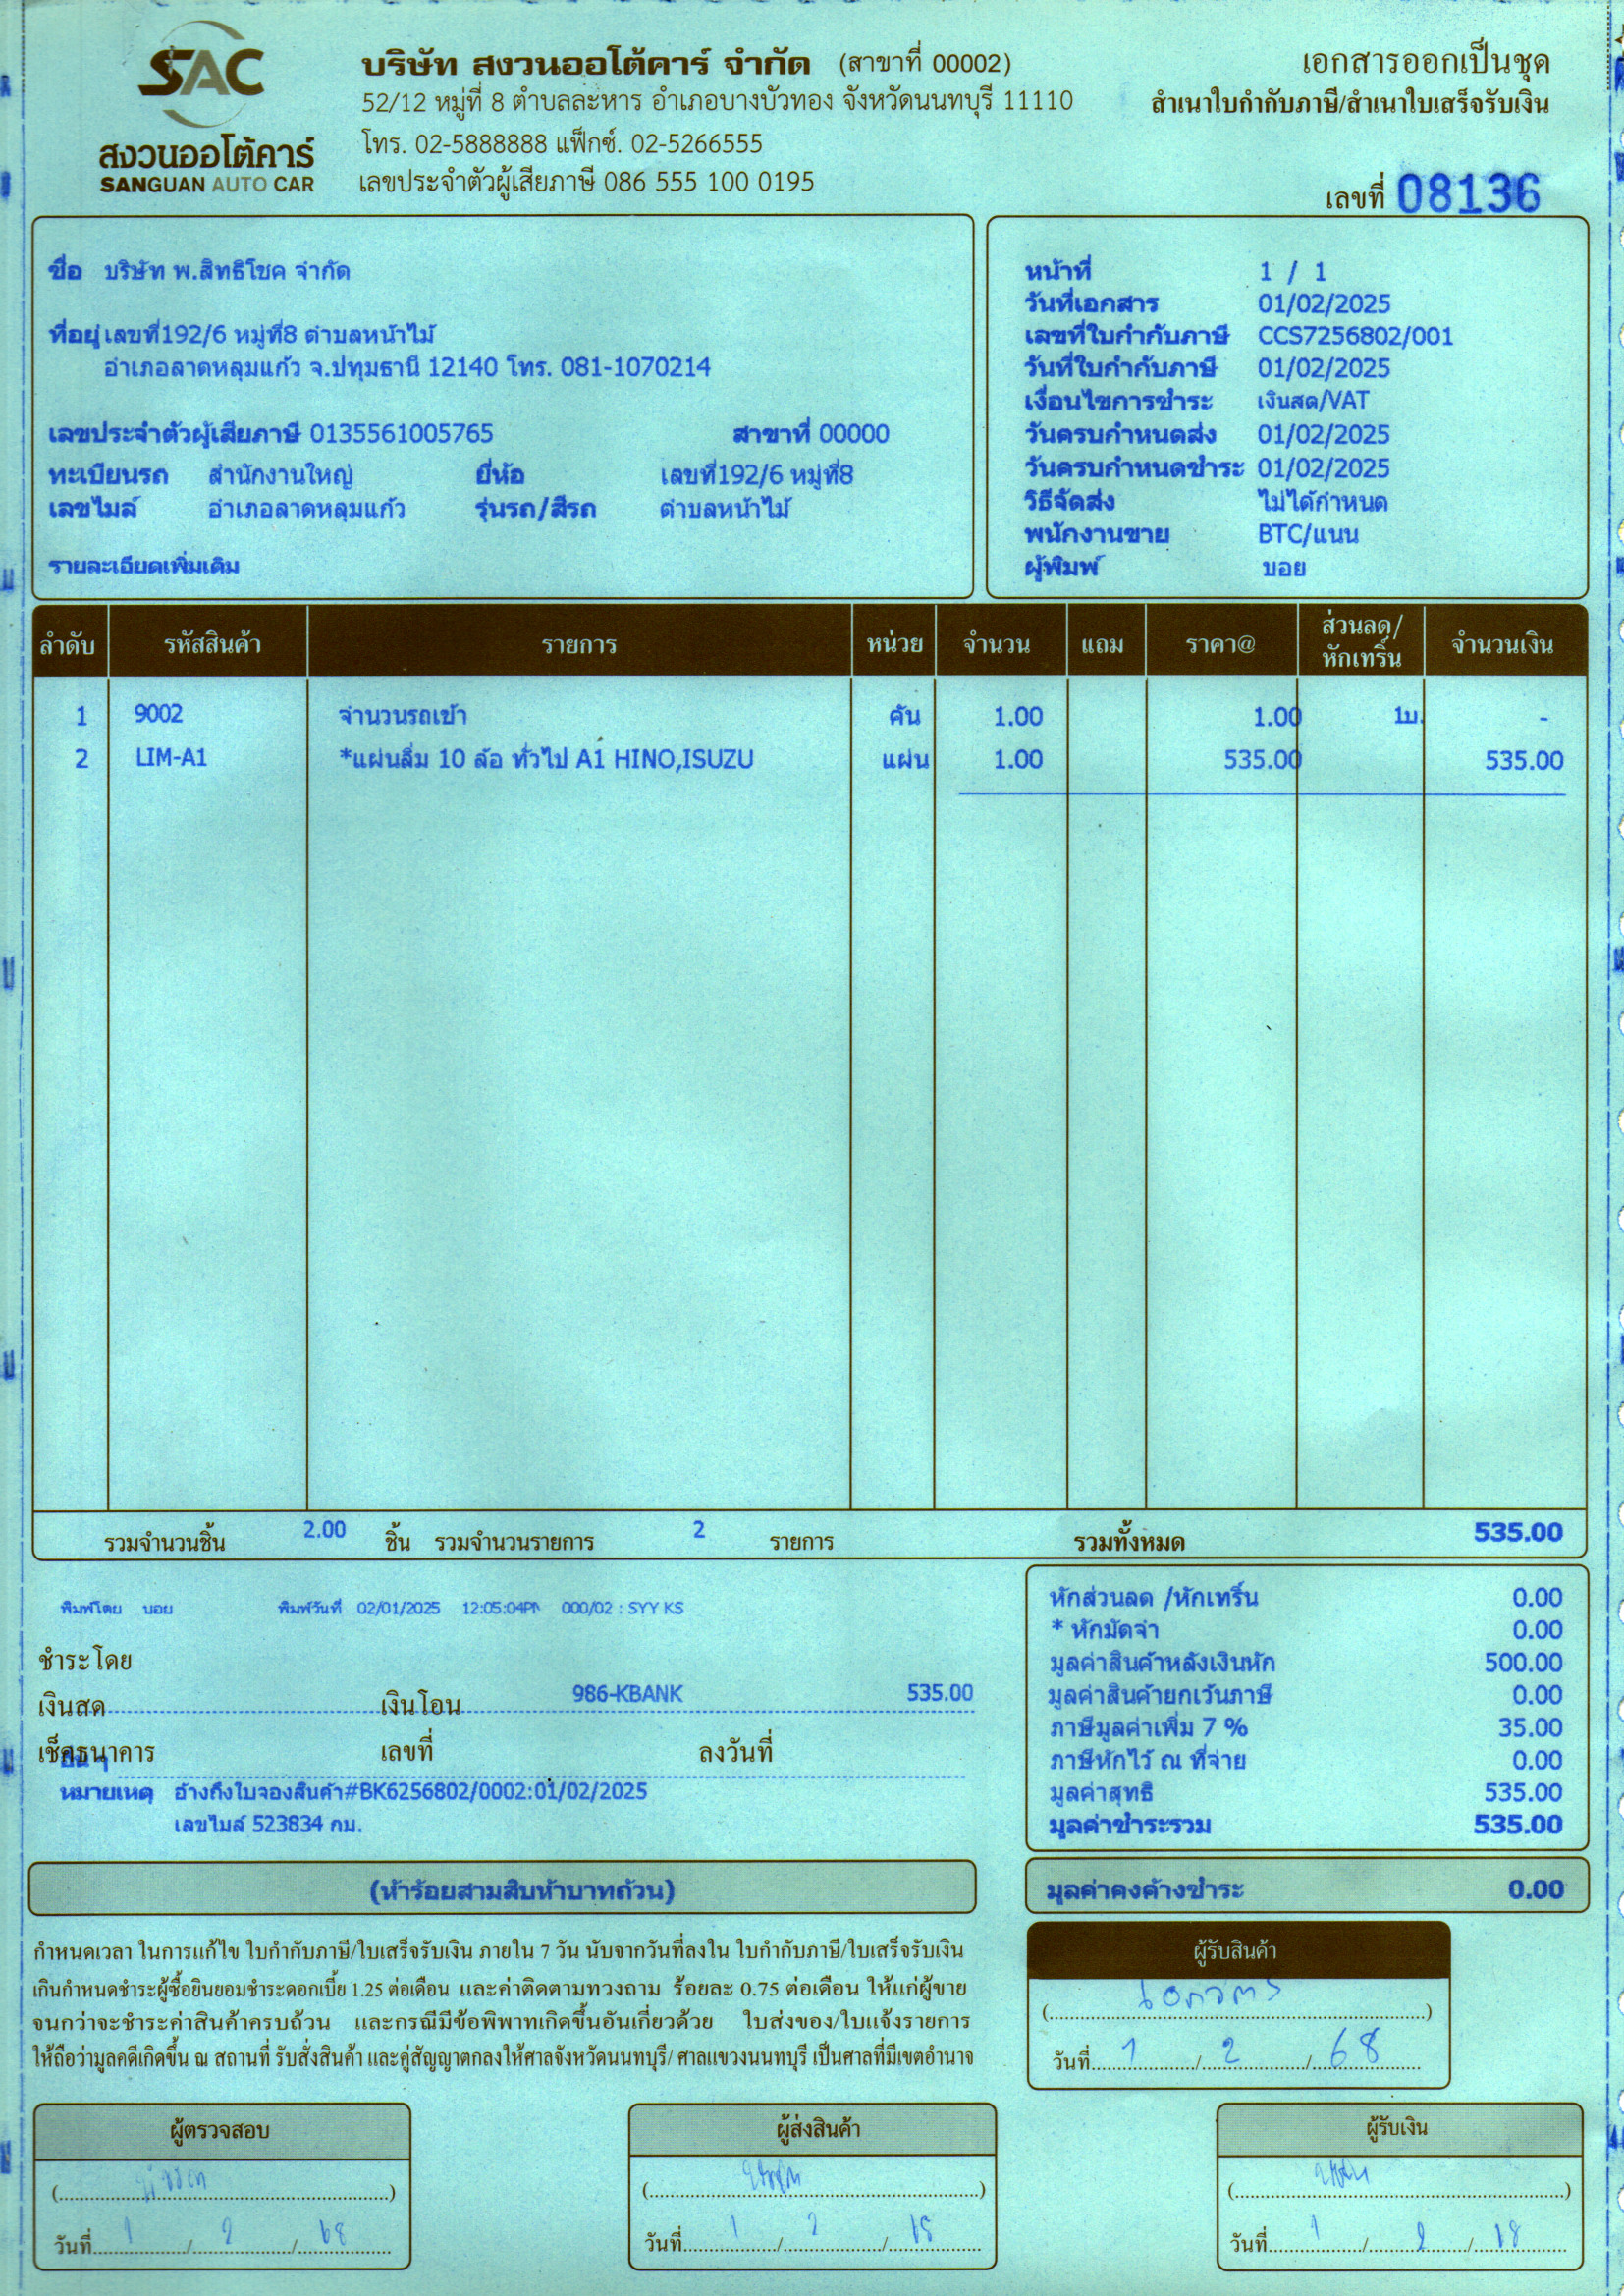 SAC
สงวนออโต้คาร์
SANGUAN AUTO CAR
บริษัท สงวนออโต้คาร์ จำกัด (สาขาที่ 00002)
52/12 หมู่ที่ 8 ตำบลละหาร อำเภอบางบัวทอง จังหวัดนนทบุรี 11110
โทร. 02-5888888 แฟ็กซ์. 02-5266555
เลขประจำตัวผู้เสียภาษี 086 555 100 0195
เอกสารออกเป็นชุด
สำเนาใบกำกับภาษี/สำเนาใบเสร็จรับเงิน
เลขที่ 08136
ชื่อ บริษัท พ.สิทธิโชค จำกัด
ที่อยู่ เลขที่192/6 หมู่ที่8 ตำบลหน้าไม้
อำเภอลาดหลุมแก้ว จ.ปทุมธานี 12140 โทร. 081-1070214
เลขประจำตัวผู้เสียภาษี 0135561005765 สาขาที่ 00000
ทะเบียนรถ สำนักงานใหญ่ ยี่ห้อ เลขที่192/6 หมู่ที่8
เลขไมล์ อำเภอลาดหลุมแก้ว รุ่นรถ/สีรถ ตำบลหน้าไม้
รายละเอียดเพิ่มเติม
หน้าที่ 1 / 1
วันที่เอกสาร 01/02/2025
เลขที่ใบกำกับภาษี CCS7256802/001
วันที่ใบกำกับภาษี 01/02/2025
เงื่อนไขการชำระ เงินสด/VAT
วันครบกำหนดส่ง 01/02/2025
วันครบกำหนดชำระ 01/02/2025
วิธีจัดส่ง ไม่ได้กำหนด
พนักงานขาย BTC/แนน
ผู้พิมพ์ บอย
ลำดับ รหัสสินค้า รายการ หน่วย จำนวน แถม ราคา@ ส่วนลด/หักเทริ์น จำนวนเงิน
1 9002 จำนวนรถเข้า คัน 1.00 1.00 1บ. -
2 LIM-A1 *แผ่นลิ่ม 10 ล้อ ทั่วไป A1 HINO,ISUZU แผ่น 1.00 535.00 535.00
รวมจำนวนชิ้น 2.00 ชิ้น รวมจำนวนรายการ 2 รายการ รวมทั้งหมด 535.00
พิมพ์โดย บอย พิมพ์วันที่ 02/01/2025 12:05:04PM 000/02 : SYY KS
ชำระโดย
เงินสด เงินโอน 986-KBANK 535.00
เช็คธนาคาร เลขที่ ลงวันที่
อื่น ๆ
หมายเหตุ อ้างถึงใบจองสินค้า#BK6256802/0002:01/02/2025
เลขไมล์ 523834 กม.
หักส่วนลด /หักเทริ์น 0.00
* หักมัดจำ 0.00
มูลค่าสินค้าหลังเงินหัก 500.00
มูลค่าสินค้ายกเว้นภาษี 0.00
ภาษีมูลค่าเพิ่ม 7 % 35.00
ภาษีหักไว้ ณ ที่จ่าย 0.00
มูลค่าสุทธิ 535.00
มูลค่าชำระรวม 535.00
(ห้าร้อยสามสิบห้าบาทถ้วน)
มูลค่าคงค้างชำระ 0.00
กำหนดเวลา ในการแก้ไข ใบกำกับภาษี/ใบเสร็จรับเงิน ภายใน 7 วัน นับจากวันที่ลงใน ใบกำกับภาษี/ใบเสร็จรับเงิน
เกินกำหนดชำระผู้ซื้อยินยอมชำระดอกเบี้ย 1.25 ต่อเดือน และค่าติดตามทวงถาม ร้อยละ 0.75 ต่อเดือน ให้แก่ผู้ขาย
จนกว่าจะชำระค่าสินค้าครบถ้วน และกรณีมีข้อพิพาทเกิดขึ้นอันเกี่ยวด้วย ใบส่งของ/ใบแจ้งรายการ
ให้ถือว่ามูลคดีเกิดขึ้น ณ สถานที่ รับสั่งสินค้า และคู่สัญญาตกลงให้ศาลจังหวัดนนทบุรี/ ศาลแขวงนนทบุรี เป็นศาลที่มีเขตอำนาจ
ผู้รับสินค้า
วันที่ 1 / 2 / 68
ผู้ตรวจสอบ
วันที่ 1 / 2 / 68
ผู้ส่งสินค้า
วันที่ 1 / 2 / 68
ผู้รับเงิน
วันที่ 1 / 2 / 68